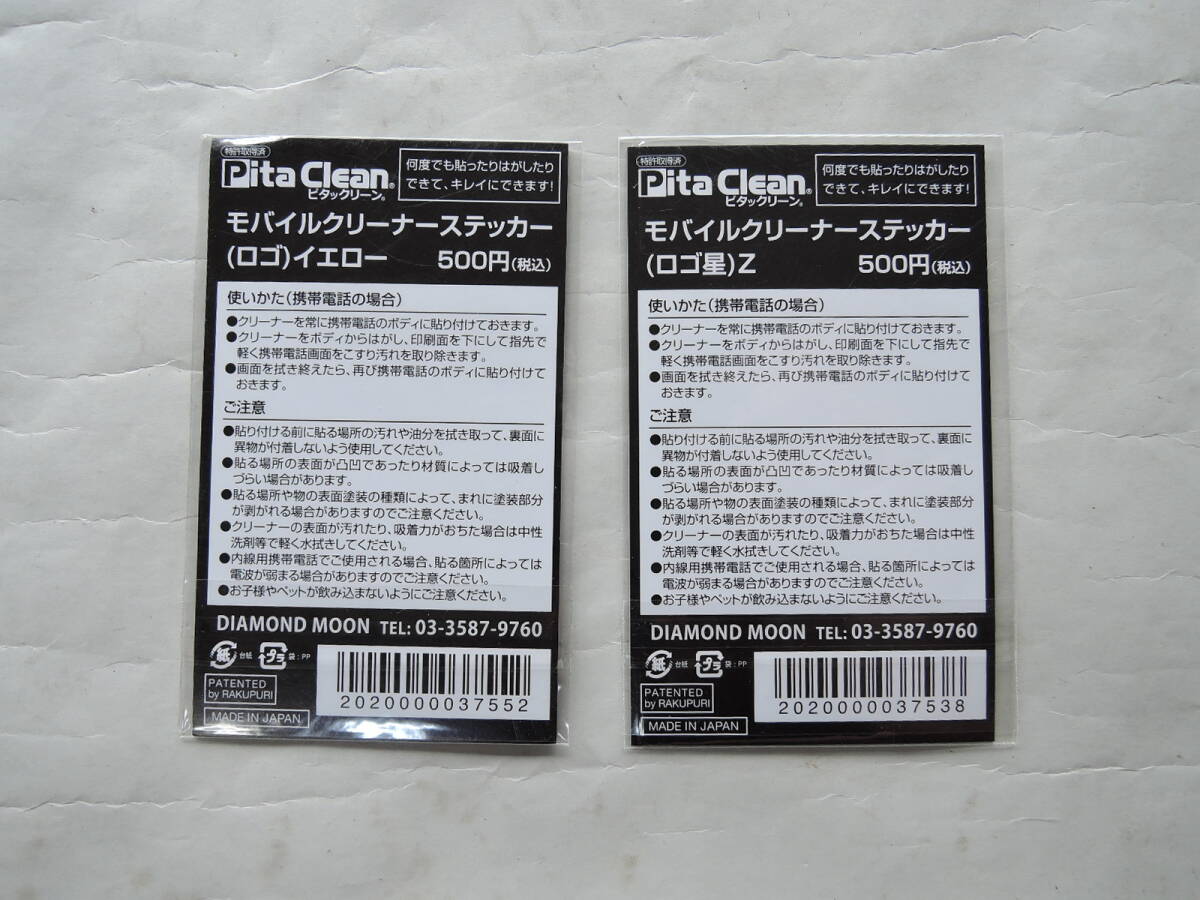 特許取得済
Pita Clean®
ピタックリーン®
何度でも貼ったりはがしたり
できて、キレイにできます!
モバイルクリーナーステッカー
(ロゴ)イエロー 500円(税込)
使いかた(携帯電話の場合)
●クリーナーを常に携帯電話のボディに貼り付けておきます。
●クリーナーをボディからはがし、印刷面を下にして指先で
軽く携帯電話画面をこすり汚れを取り除きます。
●画面を拭き終えたら、再び携帯電話のボディに貼り付けて
おきます。
ご注意
●貼り付ける前に貼る場所の汚れや油分を拭き取って、裏面に
異物が付着しないよう使用してください。
●貼る場所の表面が凸凹であったり材質によっては吸着し
づらい場合があります。
●貼る場所や物の表面塗装の種類によって、まれに塗装部分
が剥がれる場合がありますのでご注意ください。
●クリーナーの表面が汚れたり、吸着力がおちた場合は中性
洗剤等で軽く水拭きしてください。
●内線用携帯電話でご使用される場合、貼る箇所によっては
電波が弱まる場合がありますのでご注意ください。
●お子様やペットが飲み込まないようにご注意ください。
DIAMOND MOON TEL: 03-3587-9760
紙 台紙 プラ 袋:PP
PATENTED
by RAKUPURI
MADE IN JAPAN
2020000037552
特許取得済
Pita Clean®
ピタックリーン®
何度でも貼ったりはがしたり
できて、キレイにできます!
モバイルクリーナーステッカー
(ロゴ星)Z 500円(税込)
使いかた(携帯電話の場合)
●クリーナーを常に携帯電話のボディに貼り付けておきます。
●クリーナーをボディからはがし、印刷面を下にして指先で
軽く携帯電話画面をこすり汚れを取り除きます。
●画面を拭き終えたら、再び携帯電話のボディに貼り付けて
おきます。
ご注意
●貼り付ける前に貼る場所の汚れや油分を拭き取って、裏面に
異物が付着しないよう使用してください。
●貼る場所の表面が凸凹であったり材質によっては吸着し
づらい場合があります。
●貼る場所や物の表面塗装の種類によって、まれに塗装部分
が剥がれる場合がありますのでご注意ください。
●クリーナーの表面が汚れたり、吸着力がおちた場合は中性
洗剤等で軽く水拭きしてください。
●内線用携帯電話でご使用される場合、貼る箇所によっては
電波が弱まる場合がありますのでご注意ください。
●お子様やペットが飲み込まないようにご注意ください。
DIAMOND MOON TEL: 03-3587-9760
紙 台紙 プラ 袋:PP
PATENTED
by RAKUPURI
MADE IN JAPAN
2020000037538